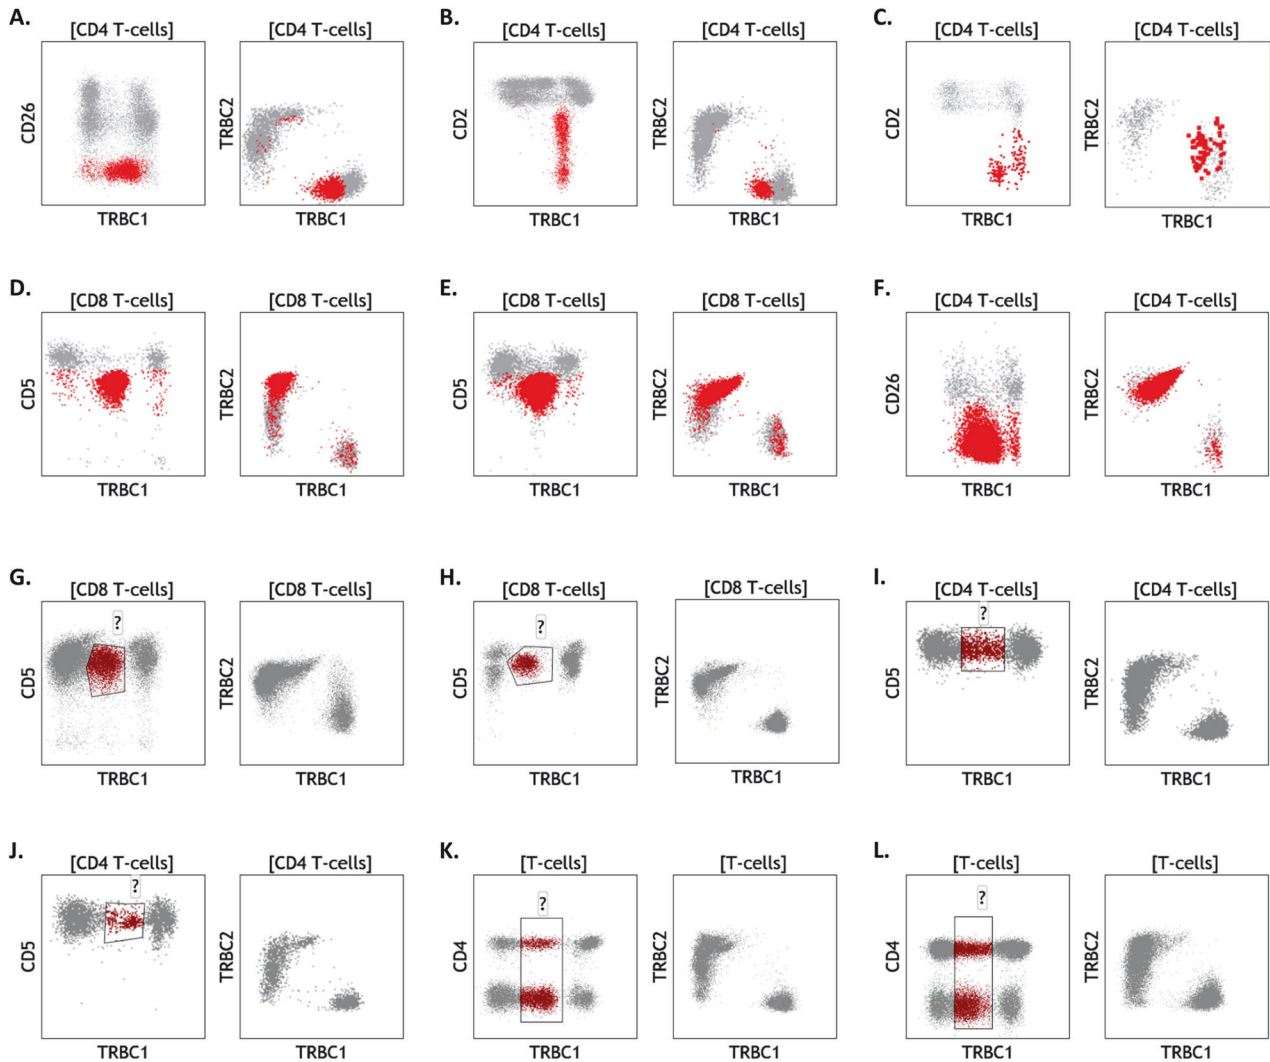 A.
[CD4 T-cells]
CD26
TRBC1
[CD4 T-cells]
TRBC2
TRBC1
B.
[CD4 T-cells]
CD2
TRBC1
[CD4 T-cells]
TRBC2
TRBC1
C.
[CD4 T-cells]
CD2
TRBC1
[CD4 T-cells]
TRBC2
TRBC1
D.
[CD8 T-cells]
CD5
TRBC1
[CD8 T-cells]
TRBC2
TRBC1
E.
[CD8 T-cells]
CD5
TRBC1
[CD8 T-cells]
TRBC2
TRBC1
F.
[CD4 T-cells]
CD26
TRBC1
[CD4 T-cells]
TRBC2
TRBC1
G.
[CD8 T-cells]
?
CD5
TRBC1
[CD8 T-cells]
TRBC2
TRBC1
H.
[CD8 T-cells]
?
CD5
TRBC1
[CD8 T-cells]
TRBC2
TRBC1
I.
[CD4 T-cells]
?
CD5
TRBC1
[CD4 T-cells]
TRBC2
TRBC1
J.
[CD4 T-cells]
?
CD5
TRBC1
[CD4 T-cells]
TRBC2
TRBC1
K.
[T-cells]
?
CD4
TRBC1
[T-cells]
TRBC2
TRBC1
L.
[T-cells]
?
CD4
TRBC1
[T-cells]
TRBC2
TRBC1